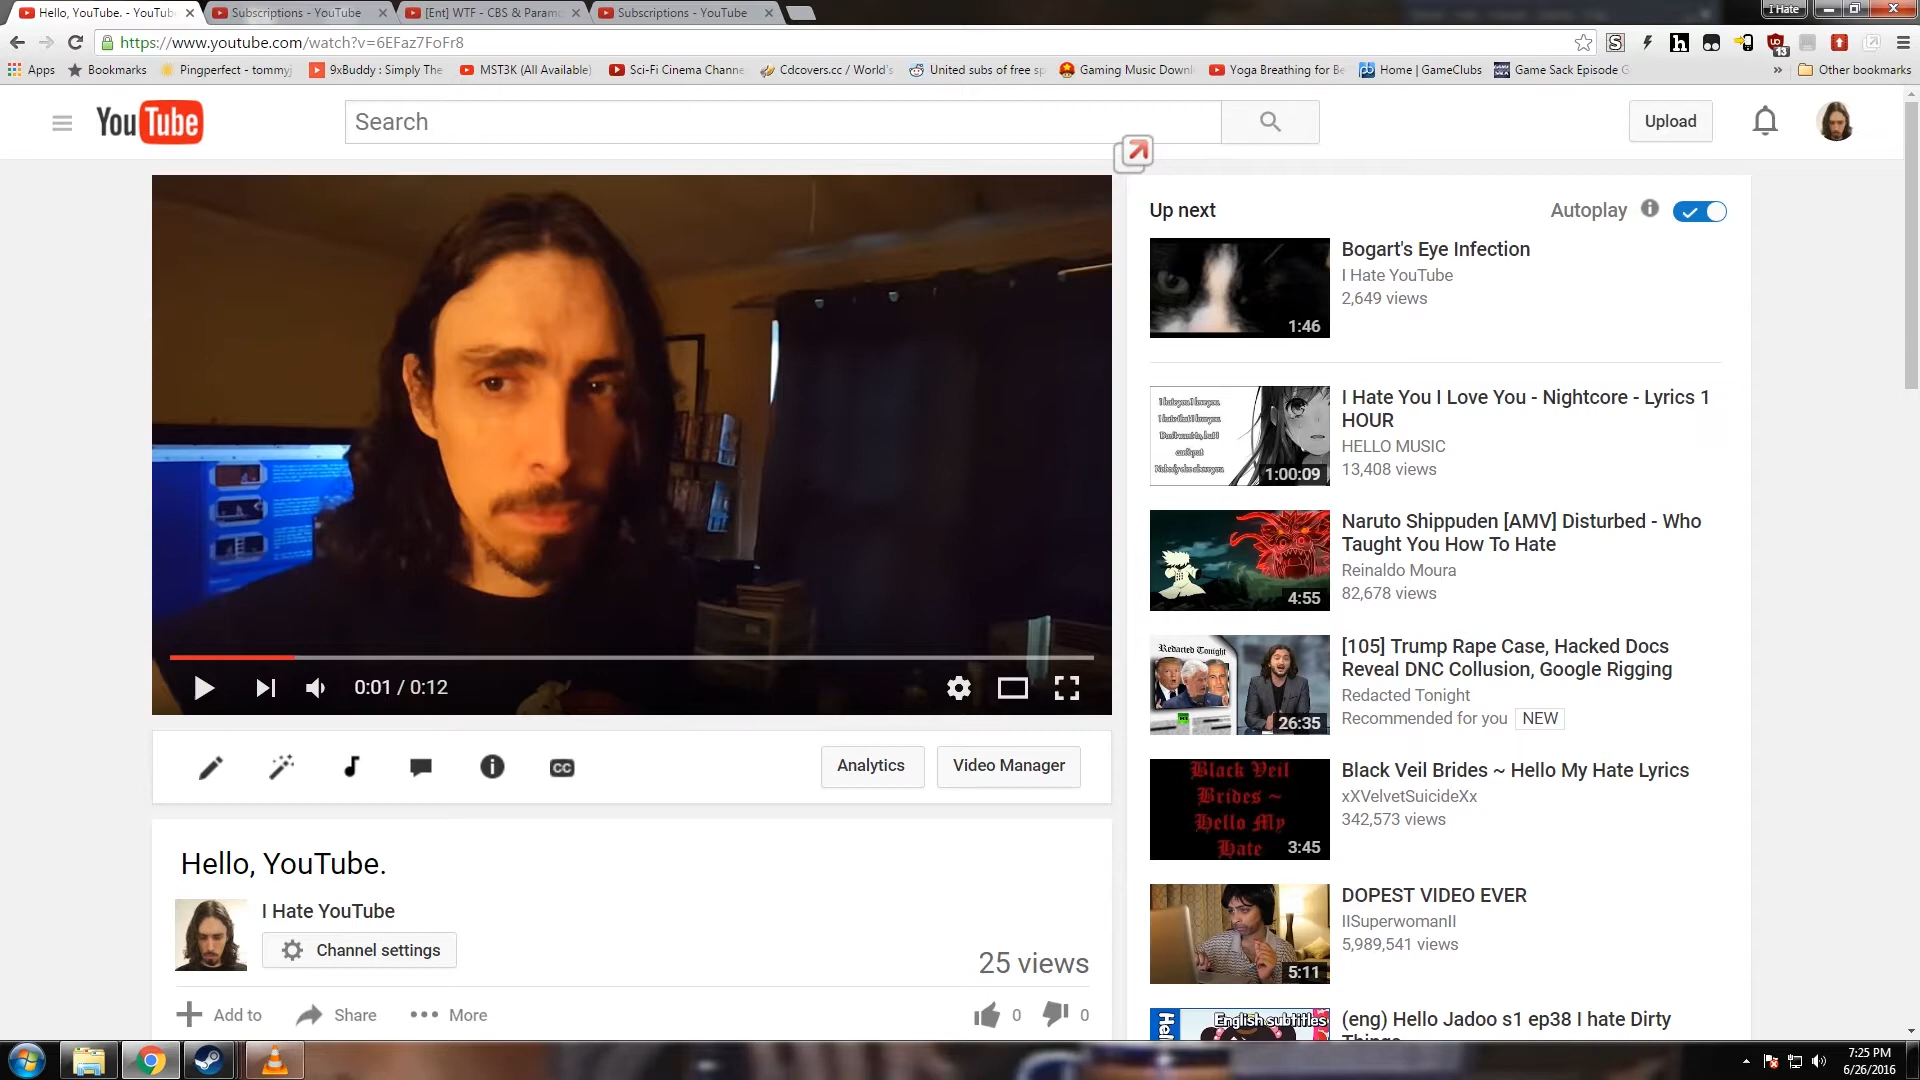 Hello, YouTube. - YouTub
Subscriptions - YouTube
[Ent] WTF - CBS & Paramo
Subscriptions - YouTube
I Hate
https://www.youtube.com/watch?v=6EFaz7FoFr8
13
Apps
Bookmarks
Pingperfect - tommyj
9xBuddy : Simply The
MST3K (All Available)
Sci-Fi Cinema Channe
Cdcovers.cc / World's
United subs of free sp
Gaming Music Downl
Yoga Breathing for Be
Home | GameClubs
Game Sack Episode G
»
Other bookmarks
YouTube
Search
Upload
Up next
Autoplay
Bogart's Eye Infection
I Hate YouTube
2,649 views
1:46
I Hate You I Love You - Nightcore - Lyrics 1
HOUR
HELLO MUSIC
13,408 views
1:00:09
Naruto Shippuden [AMV] Disturbed - Who
Taught You How To Hate
Reinaldo Moura
82,678 views
4:55
Redacted Tonight
[105] Trump Rape Case, Hacked Docs
Reveal DNC Collusion, Google Rigging
Redacted Tonight
Recommended for you NEW
26:35
Black Veil
Brides ~
Hello My
Hate
3:45
Black Veil Brides ~ Hello My Hate Lyrics
xXVelvetSuicideXx
342,573 views
DOPEST VIDEO EVER
IISuperwomanII
5,989,541 views
5:11
English subtitles
(eng) Hello Jadoo s1 ep38 I hate Dirty
Things
0:01 / 0:12
CC
Analytics
Video Manager
Hello, YouTube.
I Hate YouTube
Channel settings
25 views
Add to
Share
More
0
0
7:25 PM
6/26/2016